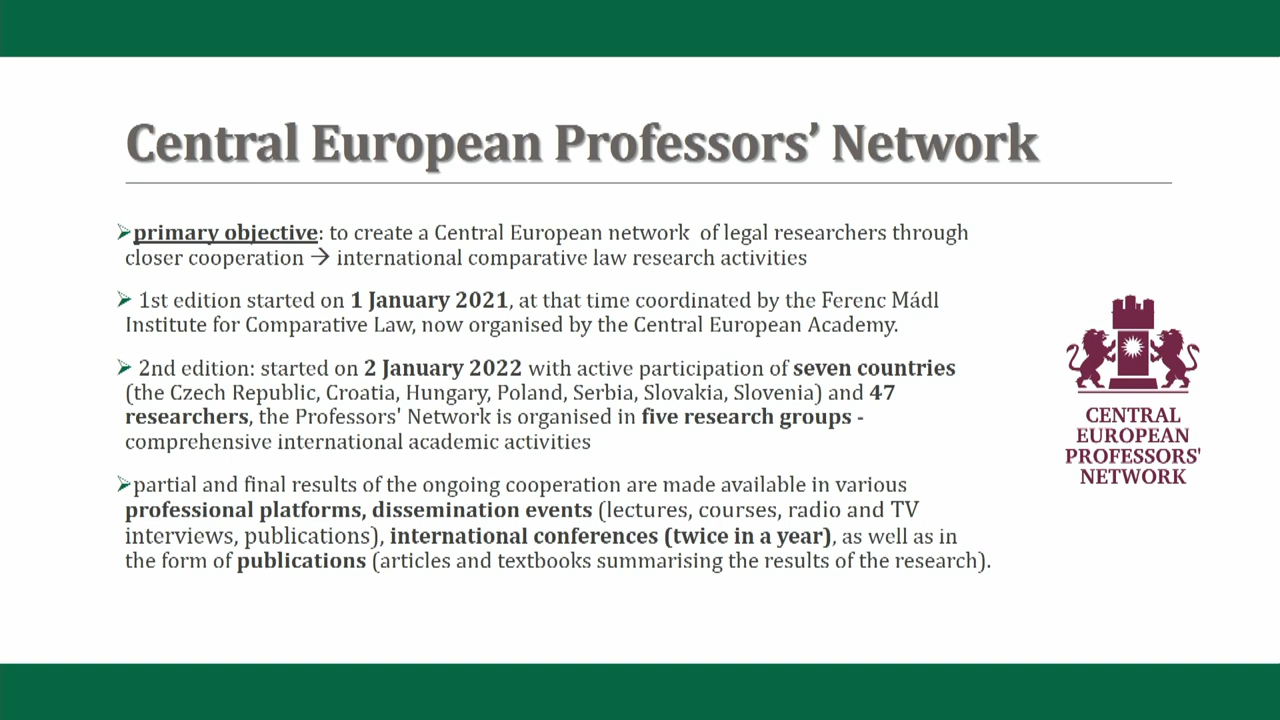 Central European Professors’ Network
➢primary objective: to create a Central European network of legal researchers through
closer cooperation → international comparative law research activities
➢ 1st edition started on 1 January 2021, at that time coordinated by the Ferenc Mádl
Institute for Comparative Law, now organised by the Central European Academy.
➢ 2nd edition: started on 2 January 2022 with active participation of seven countries
(the Czech Republic, Croatia, Hungary, Poland, Serbia, Slovakia, Slovenia) and 47
researchers, the Professors' Network is organised in five research groups -
comprehensive international academic activities
➢partial and final results of the ongoing cooperation are made available in various
professional platforms, dissemination events (lectures, courses, radio and TV
interviews, publications), international conferences (twice in a year), as well as in
the form of publications (articles and textbooks summarising the results of the research).
CENTRAL
EUROPEAN
PROFESSORS'
NETWORK